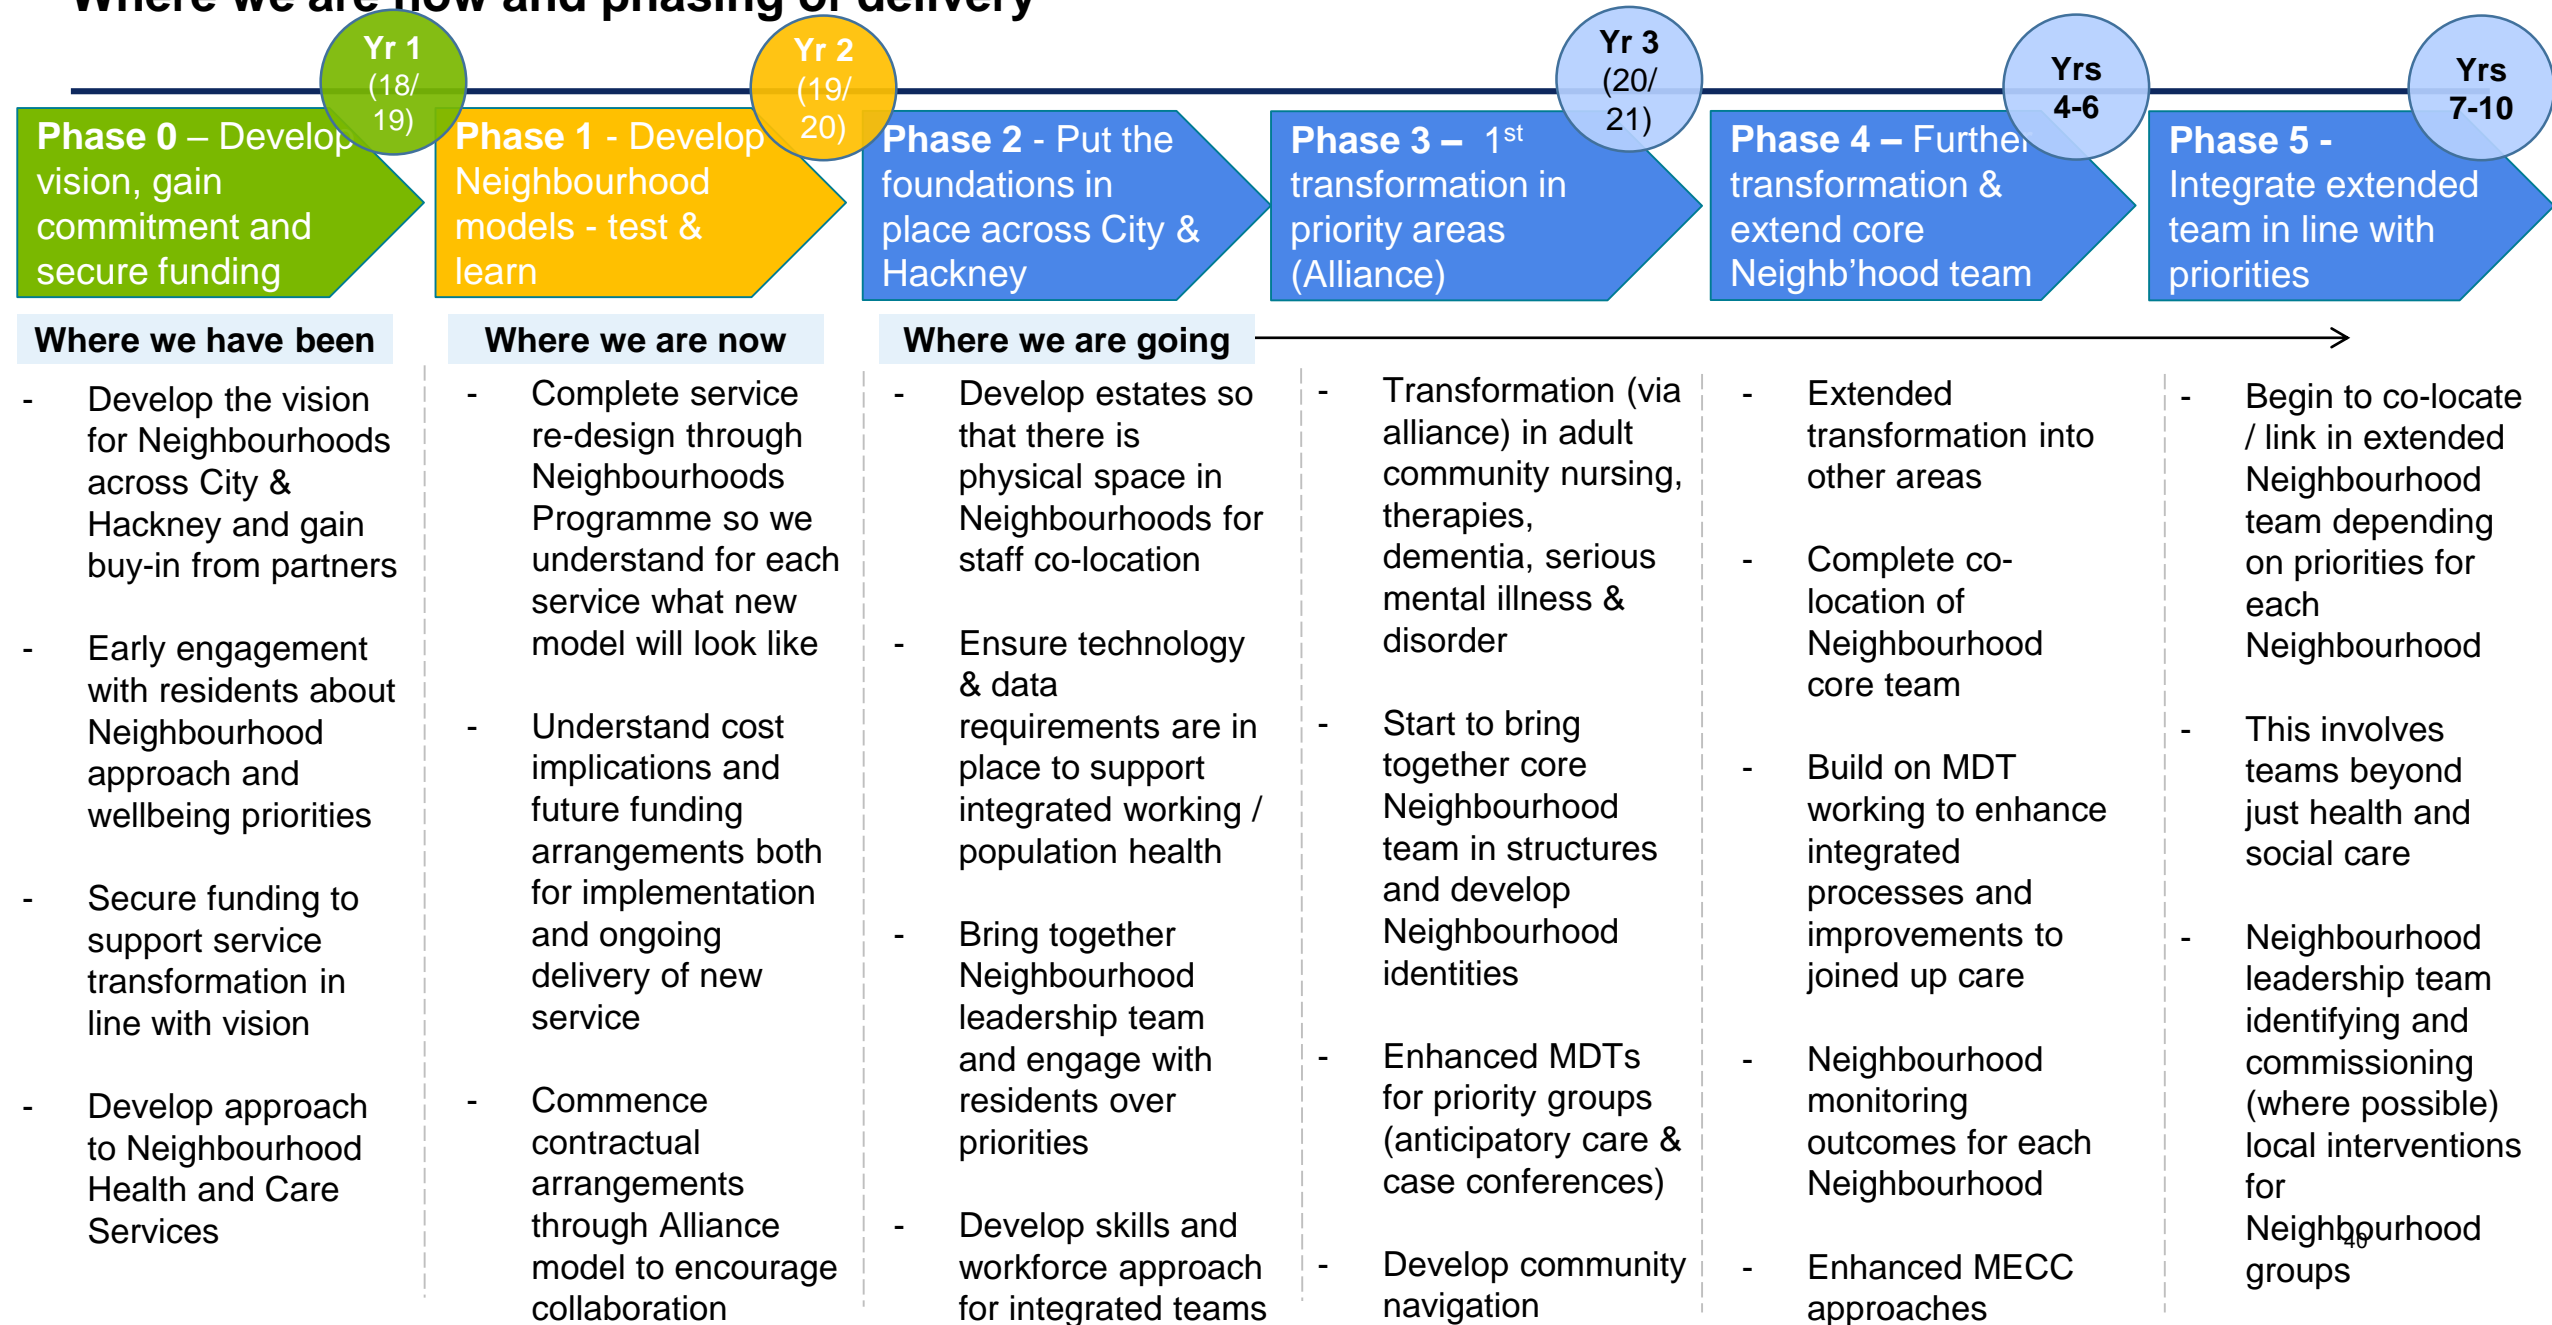 Where we are now and phasing of delivery
Yr 1
(18/
19)
Yr 2
(19/
20)
Yr 3
(20/
21)
Yrs
4-6
Yrs
7-10
Phase 0 – Develop
vision, gain
commitment and
secure funding
Phase 1 - Develop
Neighbourhood
models - test &
learn
Phase 2 - Put the
foundations in
place across City &
Hackney
Phase 3 – 1st
transformation in
priority areas
(Alliance)
Phase 4 – Further
transformation &
extend core
Neighb’hood team
Phase 5 -
Integrate extended
team in line with
priorities
Where we have been
Where we are now
Where we are going
- Develop the vision
for Neighbourhoods
across City &
Hackney and gain
buy-in from partners
- Early engagement
with residents about
Neighbourhood
approach and
wellbeing priorities
- Secure funding to
support service
transformation in
line with vision
- Develop approach
to Neighbourhood
Health and Care
Services
- Complete service
re-design through
Neighbourhoods
Programme so we
understand for each
service what new
model will look like
- Understand cost
implications and
future funding
arrangements both
for implementation
and ongoing
delivery of new
service
- Commence
contractual
arrangements
through Alliance
model to encourage
collaboration
- Develop estates so
that there is
physical space in
Neighbourhoods for
staff co-location
- Ensure technology
& data
requirements are in
place to support
integrated working /
population health
- Bring together
Neighbourhood
leadership team
and engage with
residents over
priorities
- Develop skills and
workforce approach
for integrated teams
- Transformation (via
alliance) in adult
community nursing,
therapies,
dementia, serious
mental illness &
disorder
- Start to bring
together core
Neighbourhood
team in structures
and develop
Neighbourhood
identities
- Enhanced MDTs
for priority groups
(anticipatory care &
case conferences)
- Develop community
navigation
- Extended
transformation into
other areas
- Complete co-
location of
Neighbourhood
core team
- Build on MDT
working to enhance
integrated
processes and
improvements to
joined up care
- Neighbourhood
monitoring
outcomes for each
Neighbourhood
- Enhanced MECC
approaches
- Begin to co-locate
/ link in extended
Neighbourhood
team depending
on priorities for
each
Neighbourhood
- This involves
teams beyond
just health and
social care
- Neighbourhood
leadership team
identifying and
commissioning
(where possible)
local interventions
for
Neighbourhood
groups
40